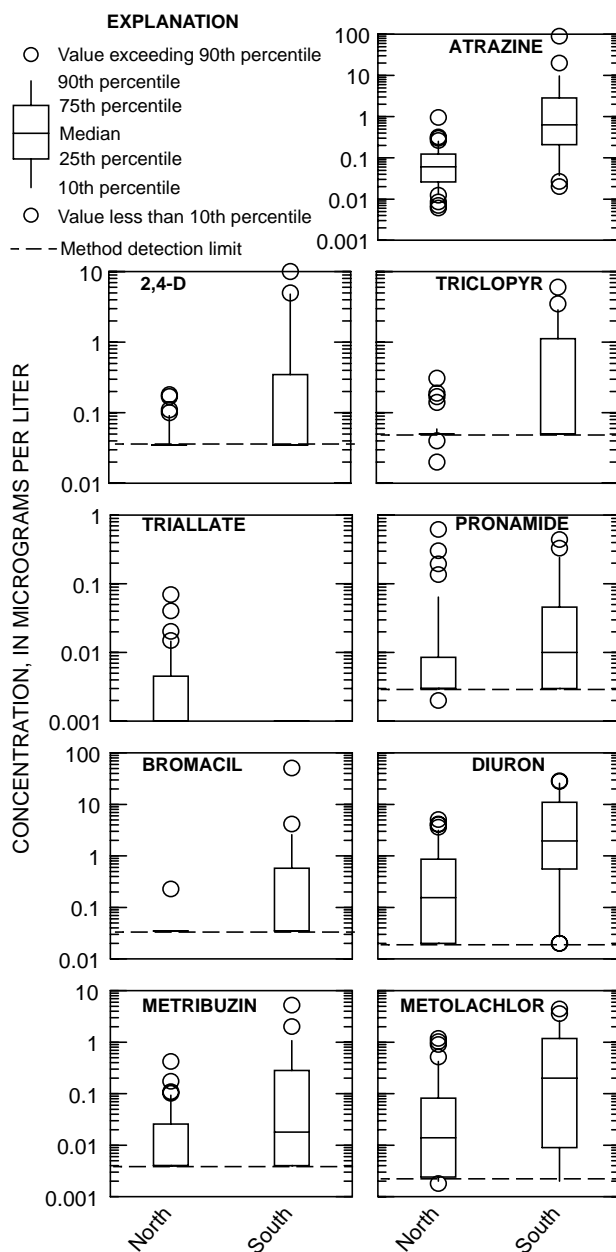 EXPLANATION
Value exceeding 90th percentile
90th percentile
75th percentile
Median
25th percentile
10th percentile
Value less than 10th percentile
Method detection limit
ATRAZINE
100
10
1
0.1
0.01
0.001
CONCENTRATION, IN MICROGRAMS PER LITER
2,4-D
10
1
0.1
0.01
TRICLOPYR
TRIALLATE
1
0.1
0.01
0.001
PRONAMIDE
BROMACIL
100
10
1
0.1
0.01
DIURON
METRIBUZIN
10
1
0.1
0.01
0.001
METOLACHLOR
North
South
North
South